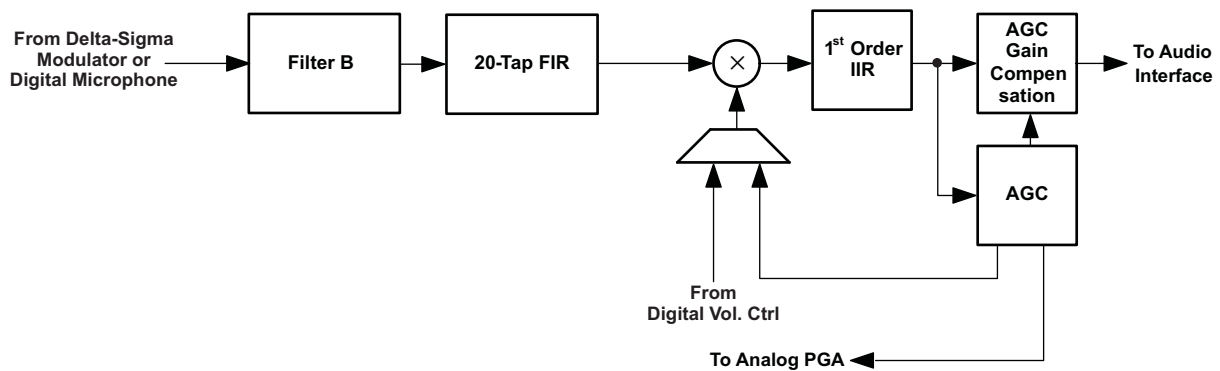 From Delta-Sigma
Modulator or
Digital Microphone
Filter B
20-Tap FIR
×
1st Order
IIR
AGC
Gain
Compen
sation
To Audio
Interface
AGC
From
Digital Vol. Ctrl
To Analog PGA